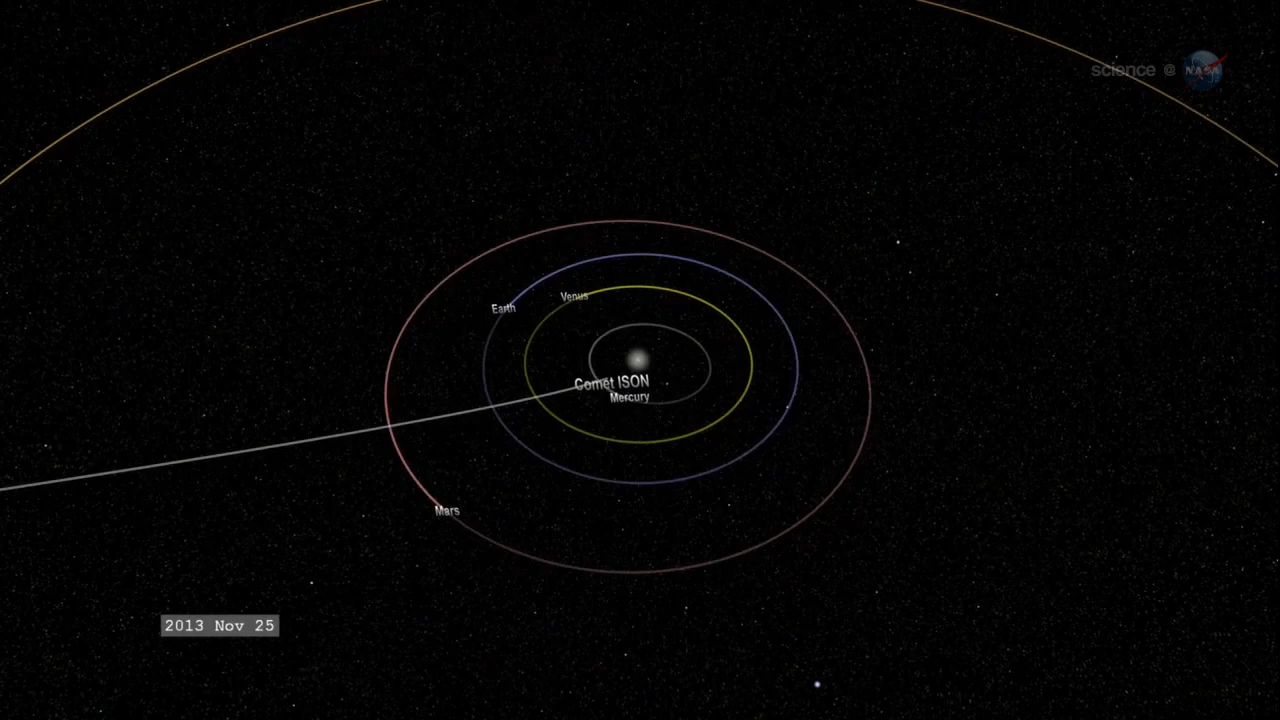 science @ NASA
Venus
Earth
Comet ISON
Mercury
Mars
2013 Nov 25